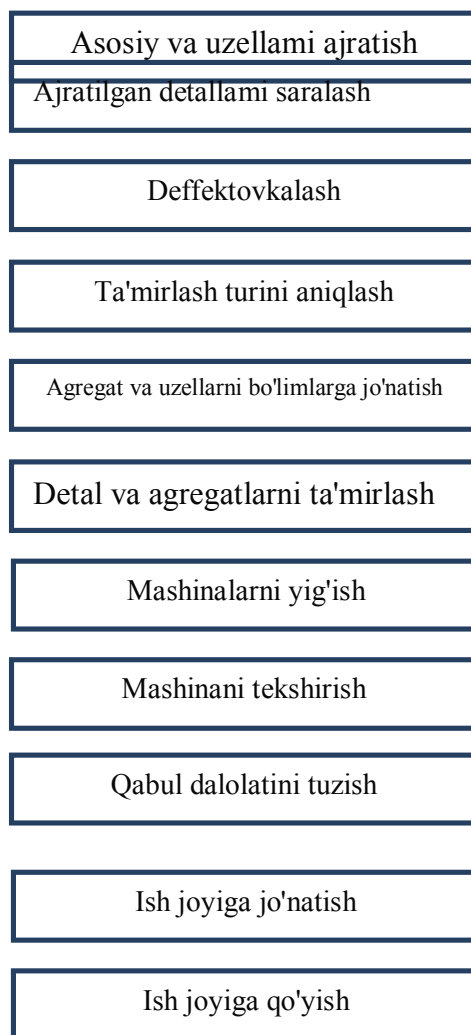 Asosiy va uzellami ajratish
Ajratilgan detallami saralash
Deffektovkalash
Ta'mirlash turini aniqlash
Agregat va uzellarni bo'limlarga jo'natish
Detal va agregatlarni ta'mirlash
Mashinalarni yig'ish
Mashinani tekshirish
Qabul dalolatini tuzish
Ish joyiga jo'natish
Ish joyiga qo'yish